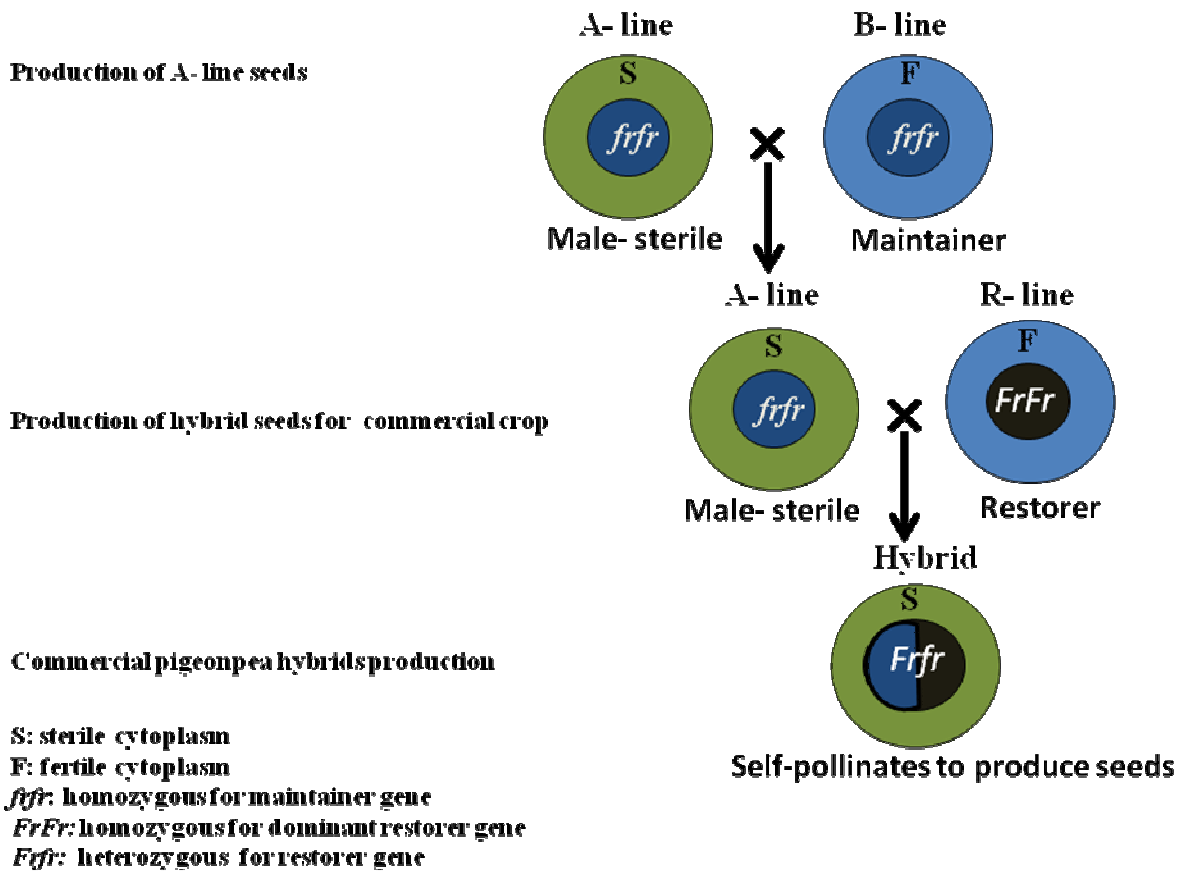 A- line B- line
Production of A- line seeds
S F
frfr frfr
Male- sterile Maintainer
A- line R- line
S F
frfr FrFr
Production of hybrid seeds for commercial crop
Male- sterile Restorer
Hybrid
S
Frfr
Commercial pigeonpea hybrids production
S: sterile cytoplasm
Self-pollinates to produce seeds
F: fertile cytoplasm
frfr: homozygous for maintainer gene
FrFr: homozygous for dominant restorer gene
Frfr: heterozygous for restorer gene